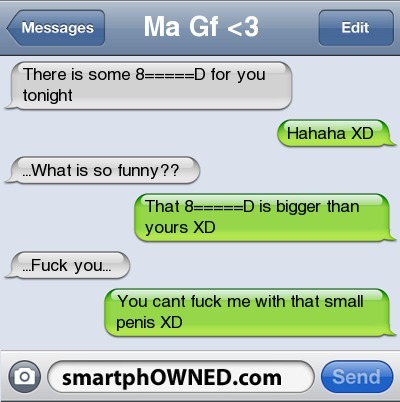 Messages
Ma Gf <3
Edit
There is some 8=====D for you
tonight
Hahaha XD
...What is so funny??
That 8=====D is bigger than
yours XD
...Fuck you...
You cant fuck me with that small
penis XD
smartphOWNED.com
Send